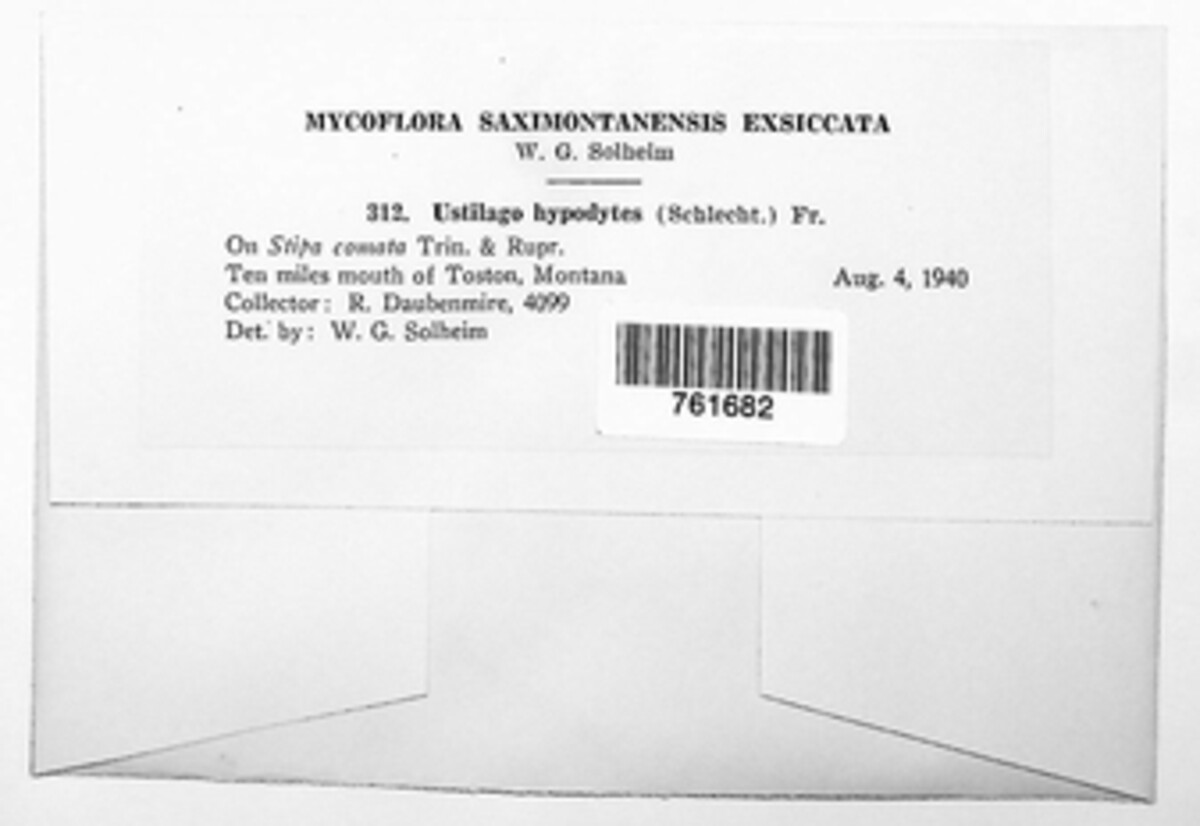 MYCOFLORA SAXIMONTANENSIS EXSICCATA
W. G. Solheim
312. Ustilago hypodytes (Schlecht.) Fr.
On Stipa comata Trin. & Rupr.
Ten miles mouth of Toston, Montana Aug. 4, 1940
Collector: R. Daubenmire, 4099
Det. by: W. G. Solheim
761682